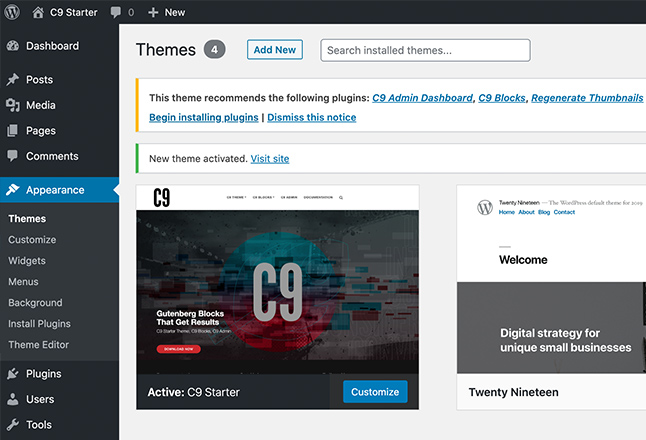 C9 Starter 0 New
Dashboard
Posts
Media
Pages
Comments
Appearance
Themes
Customize
Widgets
Menus
Background
Install Plugins
Theme Editor
Plugins
Users
Tools
Themes 4 Add New Search installed themes...
This theme recommends the following plugins: C9 Admin Dashboard, C9 Blocks, Regenerate Thumbnails
Begin installing plugins | Dismiss this notice
New theme activated. Visit site
C9 C9 THEME C9 BLOCKS C9 ADMIN DOCUMENTATION
C9
Gutenberg Blocks
That Get Results
C9 Starter Theme, C9 Blocks, C9 Admin
DOWNLOAD NOW
Active: C9 Starter Customize
Twenty Nineteen — The WordPress default theme for 2019
Home About Blog Contact
Welcome
Digital strategy for
unique small businesses
Twenty Nineteen